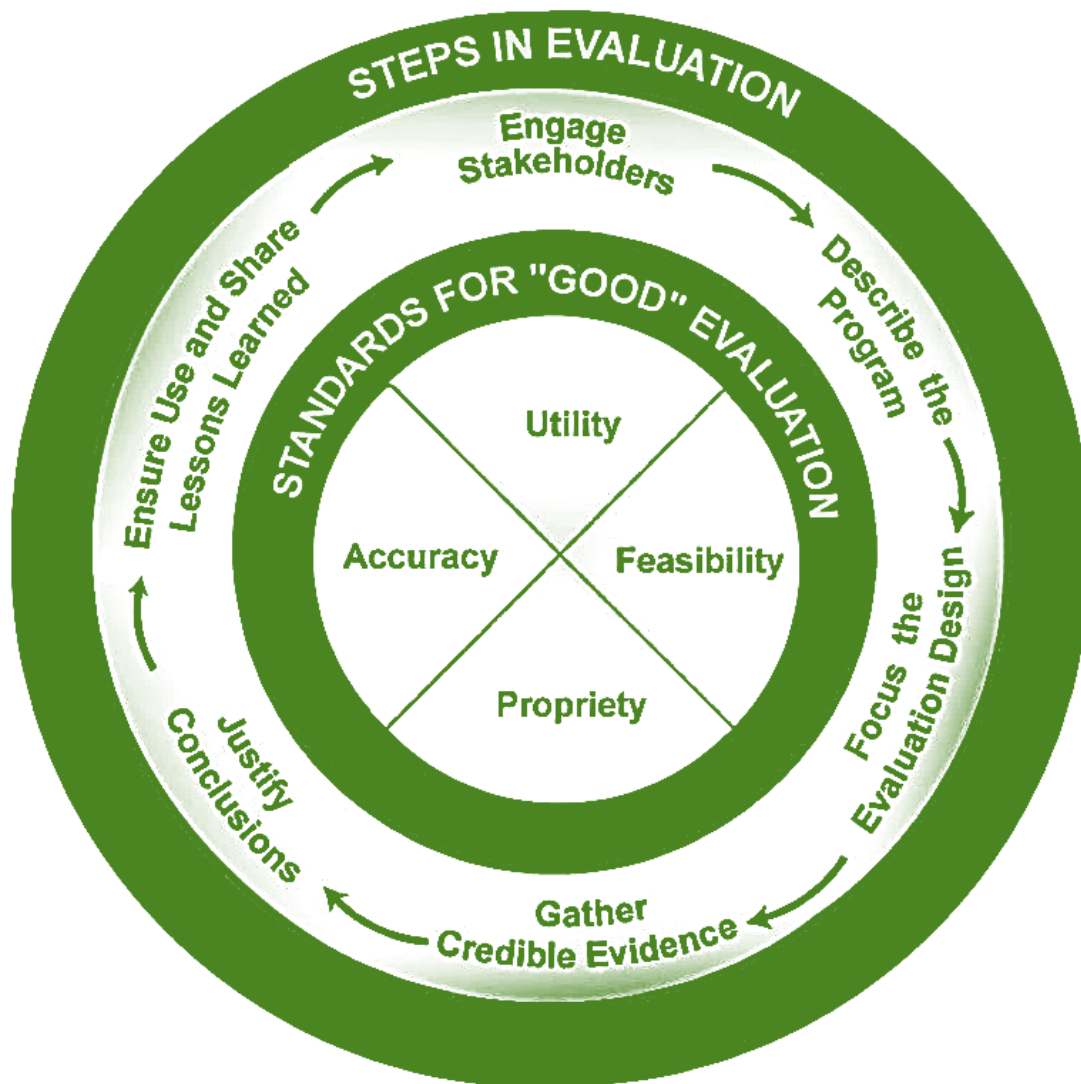 STEPS IN EVALUATION
Engage
Stakeholders
Describe the
Program
Focus the
Evaluation Design
Gather
Credible Evidence
Justify
Conclusions
Ensure Use and Share
Lessons Learned
STANDARDS FOR "GOOD" EVALUATION
Utility
Feasibility
Propriety
Accuracy